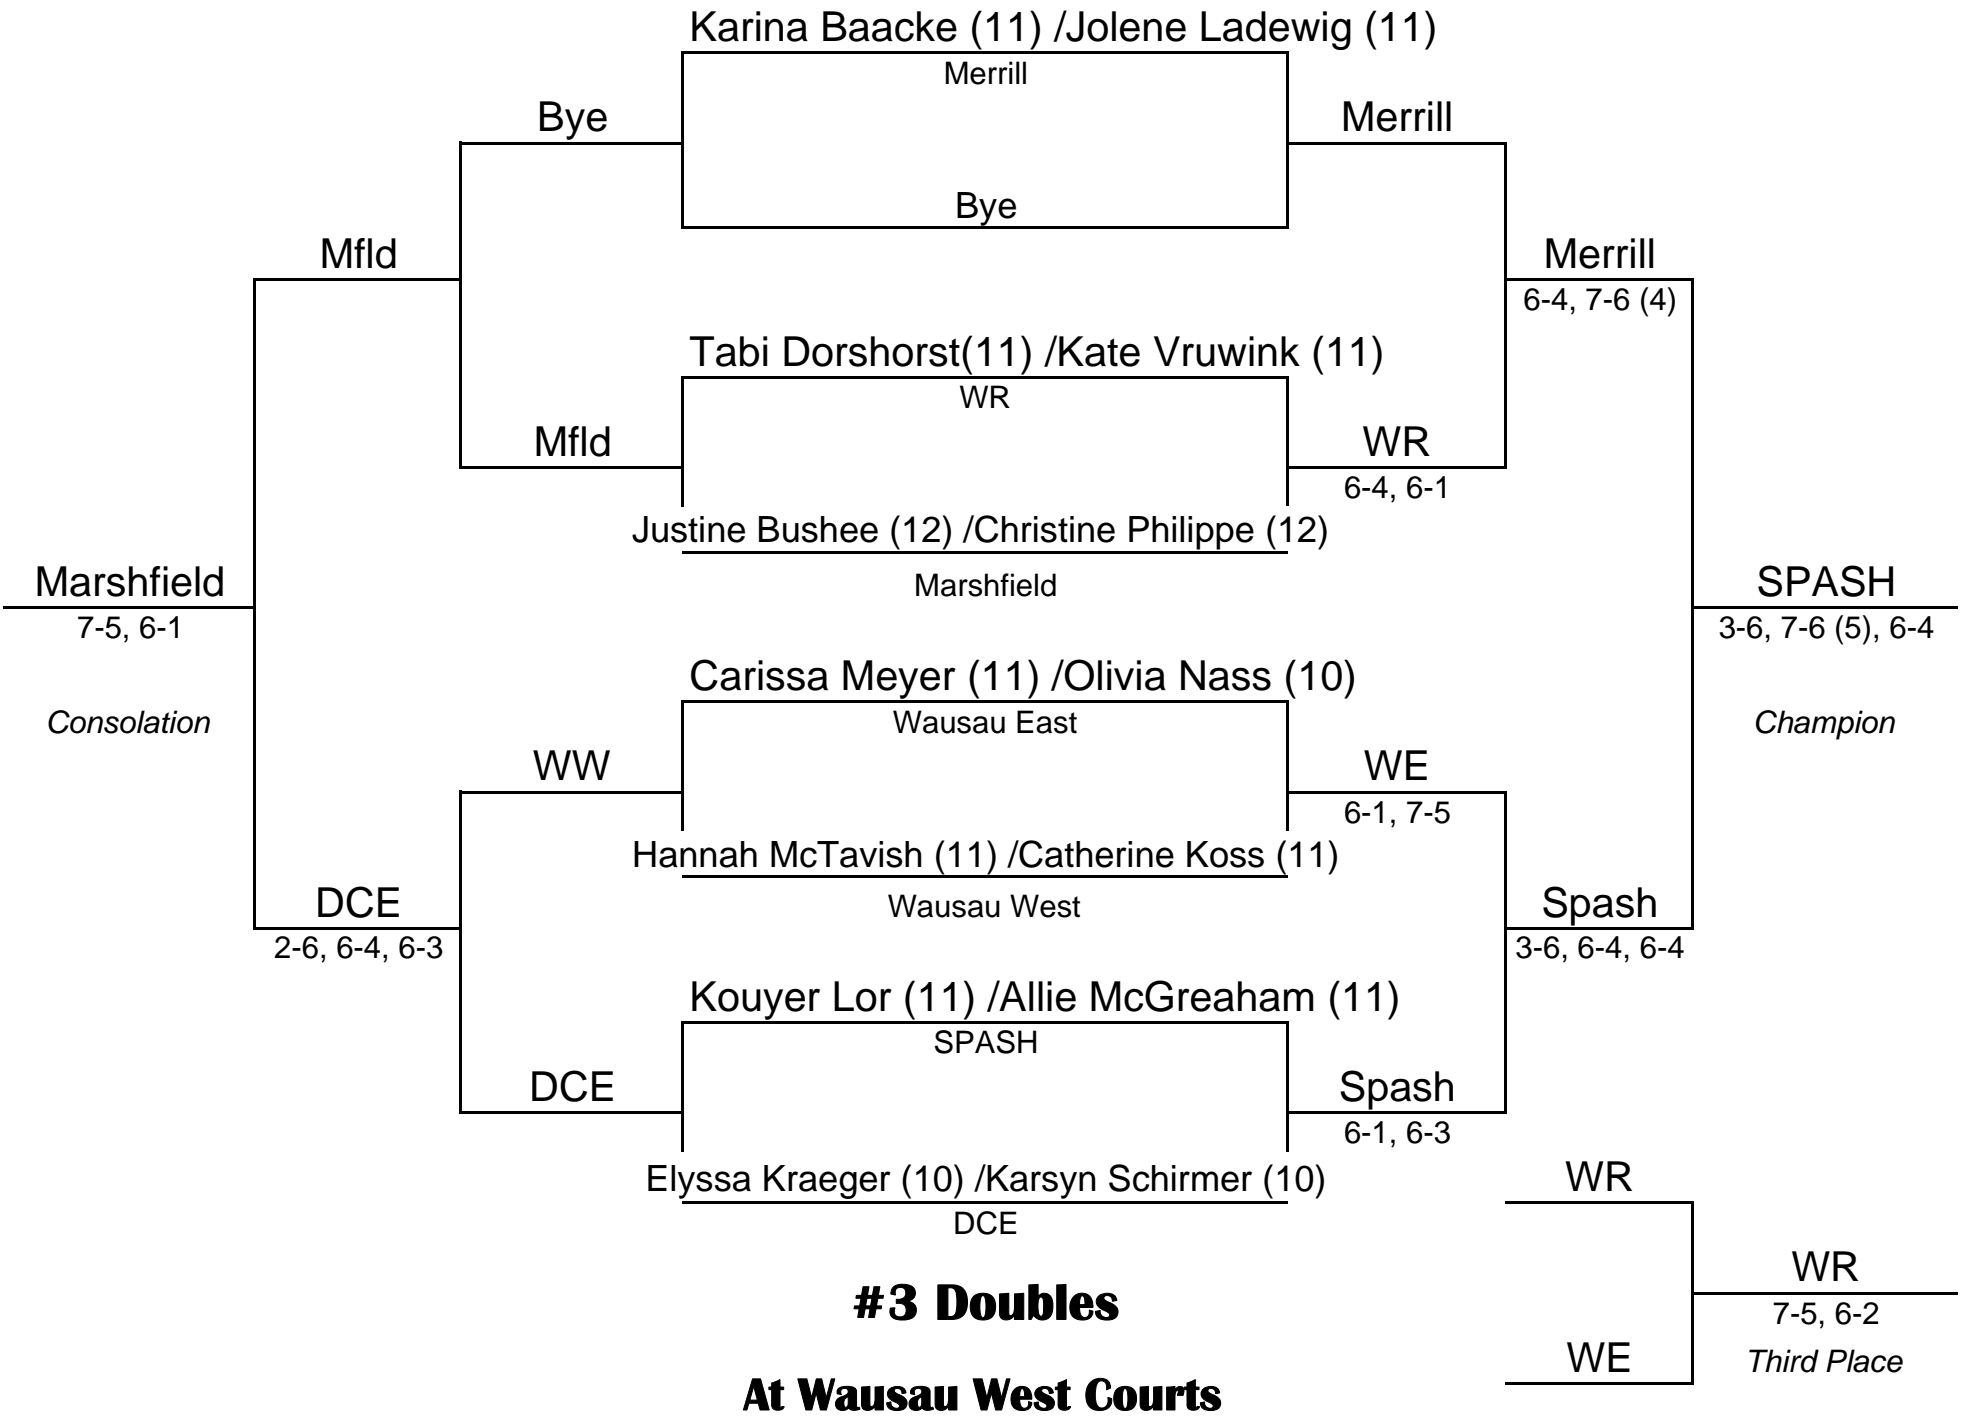 Karina Baacke (11) /Jolene Ladewig (11)
Merrill
Bye
Merrill
Bye
Mfld
Merrill
6-4, 7-6 (4)
Tabi Dorshorst(11) /Kate Vruwink (11)
WR
Mfld
WR
6-4, 6-1
Justine Bushee (12) /Christine Philippe (12)
Marshfield
Marshfield
7-5, 6-1
SPASH
3-6, 7-6 (5), 6-4
Carissa Meyer (11) /Olivia Nass (10)
Wausau East
Consolation
Champion
WW
WE
6-1, 7-5
Hannah McTavish (11) /Catherine Koss (11)
Wausau West
DCE
2-6, 6-4, 6-3
Spash
3-6, 6-4, 6-4
Kouyer Lor (11) /Allie McGreaham (11)
SPASH
DCE
Spash
6-1, 6-3
Elyssa Kraeger (10) /Karsyn Schirmer (10)
DCE
WR
WR
7-5, 6-2
WE
Third Place
#3 Doubles
At Wausau West Courts